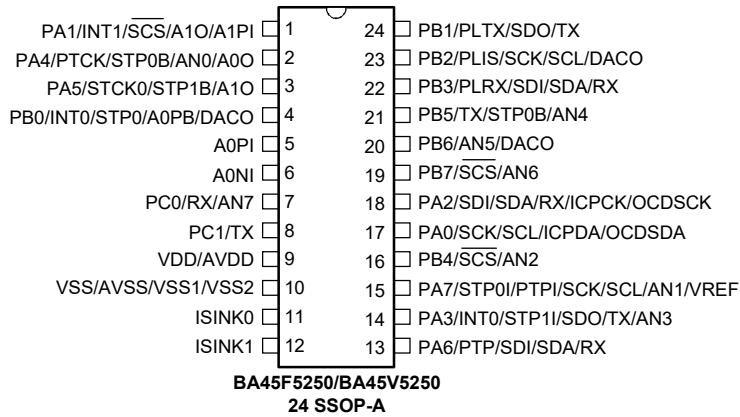 PA1/INT1/SCS/A1O/A1PI 1 24 PB1/PLTX/SDO/TX
PA4/PTCK/STP0B/AN0/A0O 2 23 PB2/PLIS/SCK/SCL/DACO
PA5/STCK0/STP1B/A1O 3 22 PB3/PLRX/SDI/SDA/RX
PB0/INT0/STP0/A0PB/DACO 4 21 PB5/TX/STP0B/AN4
A0PI 5 20 PB6/AN5/DACO
A0NI 6 19 PB7/SCS/AN6
PC0/RX/AN7 7 18 PA2/SDI/SDA/RX/ICPCK/OCDSCK
PC1/TX 8 17 PA0/SCK/SCL/ICPDA/OCDSDA
VDD/AVDD 9 16 PB4/SCS/AN2
VSS/AVSS/VSS1/VSS2 10 15 PA7/STP0I/PTPI/SCK/SCL/AN1/VREF
ISINK0 11 14 PA3/INT0/STP1I/SDO/TX/AN3
ISINK1 12 13 PA6/PTP/SDI/SDA/RX
BA45F5250/BA45V5250
24 SSOP-A